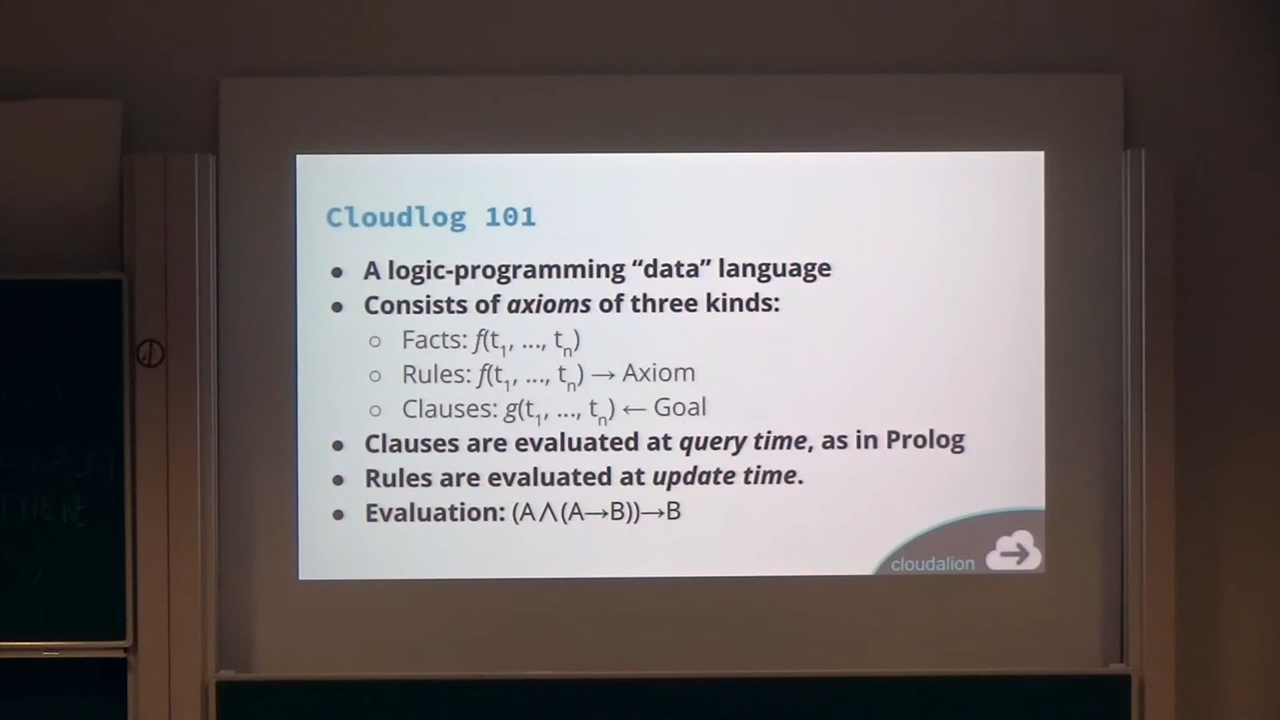 Cloudlog 101
● A logic-programming “data” language
● Consists of axioms of three kinds:
○ Facts: f(t₁, ..., tₙ)
○ Rules: f(t₁, ..., tₙ) → Axiom
○ Clauses: g(t₁, ..., tₙ) ← Goal
● Clauses are evaluated at query time, as in Prolog
● Rules are evaluated at update time.
● Evaluation: (A∧(A→B))→B
cloudalion